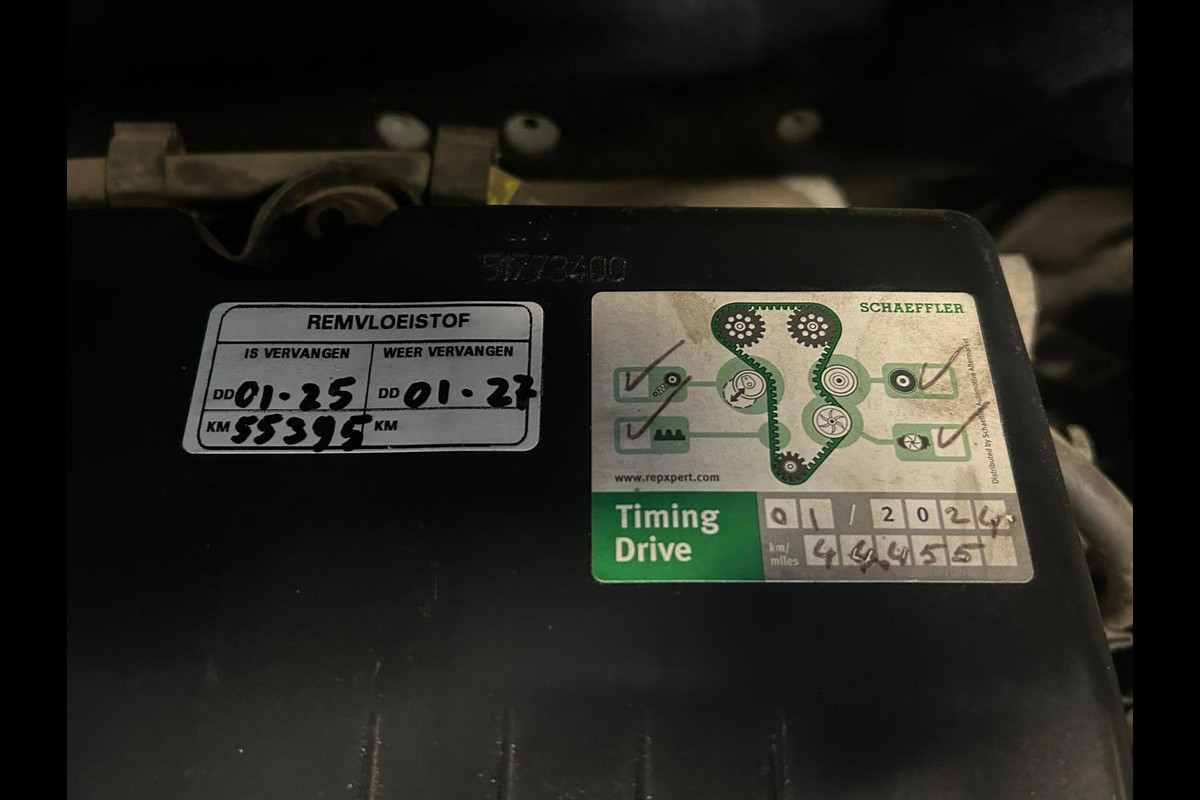 51773400
REMVLOEISTOF
IS VERVANGEN WEER VERVANGEN
DD 01·25 DD 01·27
KM 55395 KM
SCHAEFFLER
www.repxpert.com
Timing
Drive
01 / 2024
km/
miles
44455